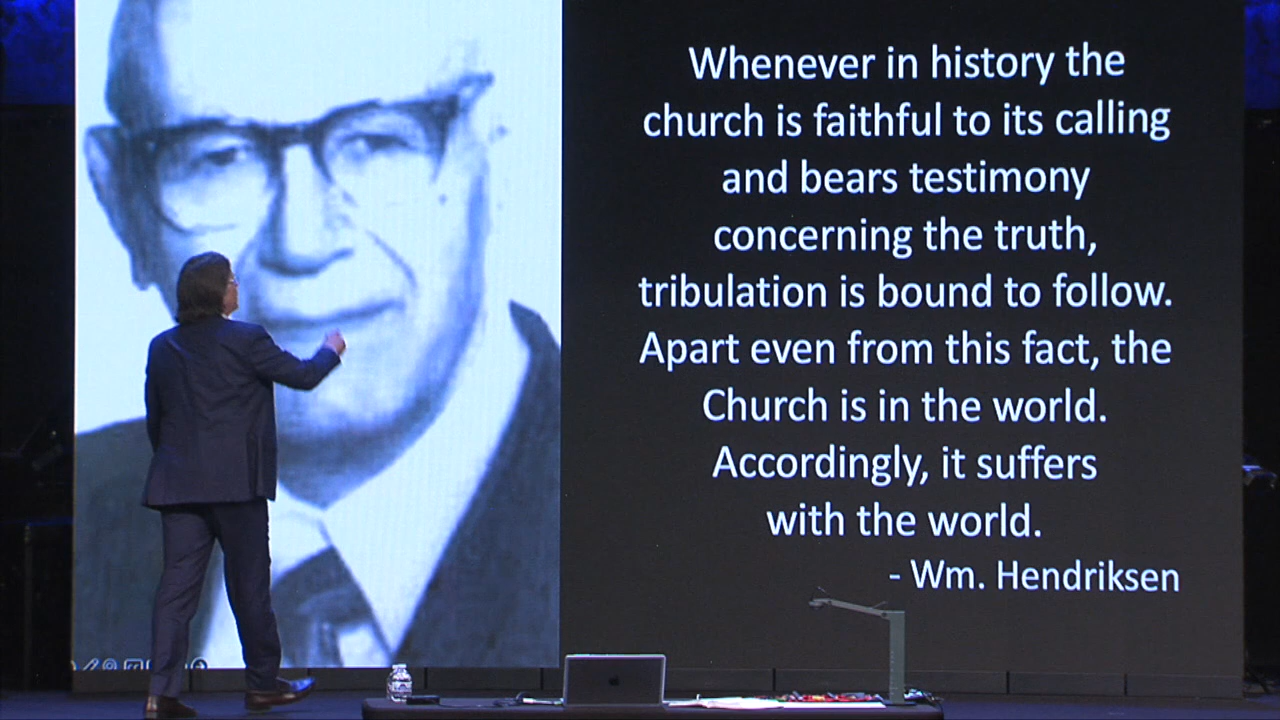 Whenever in history the
church is faithful to its calling
and bears testimony
concerning the truth,
tribulation is bound to follow.
Apart even from this fact, the
Church is in the world.
Accordingly, it suffers
with the world.
- Wm. Hendriksen